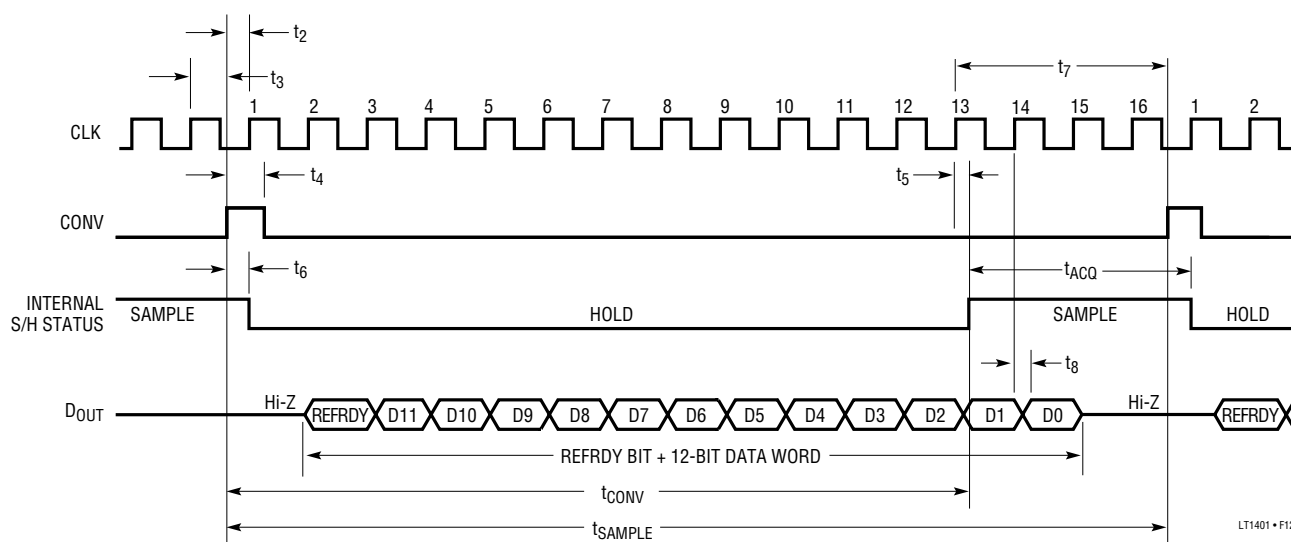 t2
t3
t7
1 2 3 4 5 6 7 8 9 10 11 12 13 14 15 16 1 2
CLK
t4
t5
CONV
t6
tACQ
INTERNAL
S/H STATUS
SAMPLE HOLD SAMPLE HOLD
t8
DOUT
Hi-Z REFRDY D11 D10 D9 D8 D7 D6 D5 D4 D3 D2 D1 D0 Hi-Z REFRDY
REFRDY BIT + 12-BIT DATA WORD
tCONV
tSAMPLE
LT1401 • F12